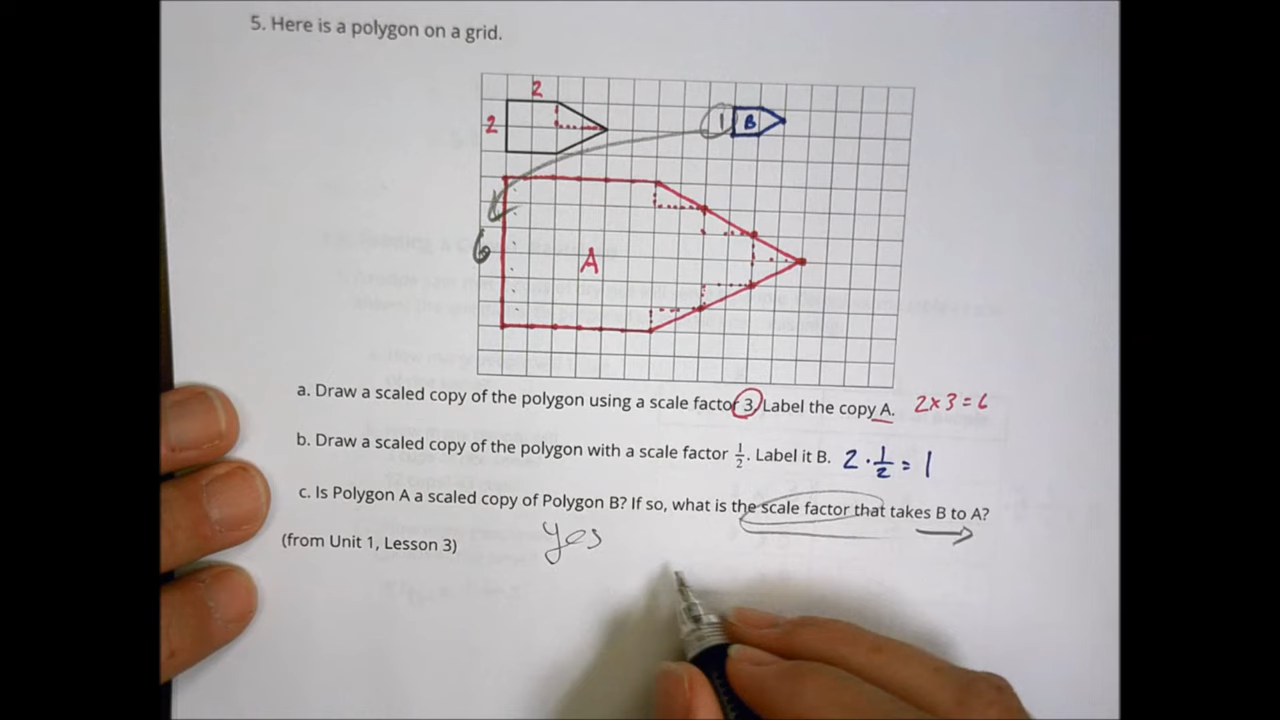 5. Here is a polygon on a grid.
2
2
1 B
6
A
a. Draw a scaled copy of the polygon using a scale factor 3. Label the copy A. 2x3=6
b. Draw a scaled copy of the polygon with a scale factor 1/2. Label it B. 2·1/2=1
c. Is Polygon A a scaled copy of Polygon B? If so, what is the scale factor that takes B to A?
yes
(from Unit 1, Lesson 3)